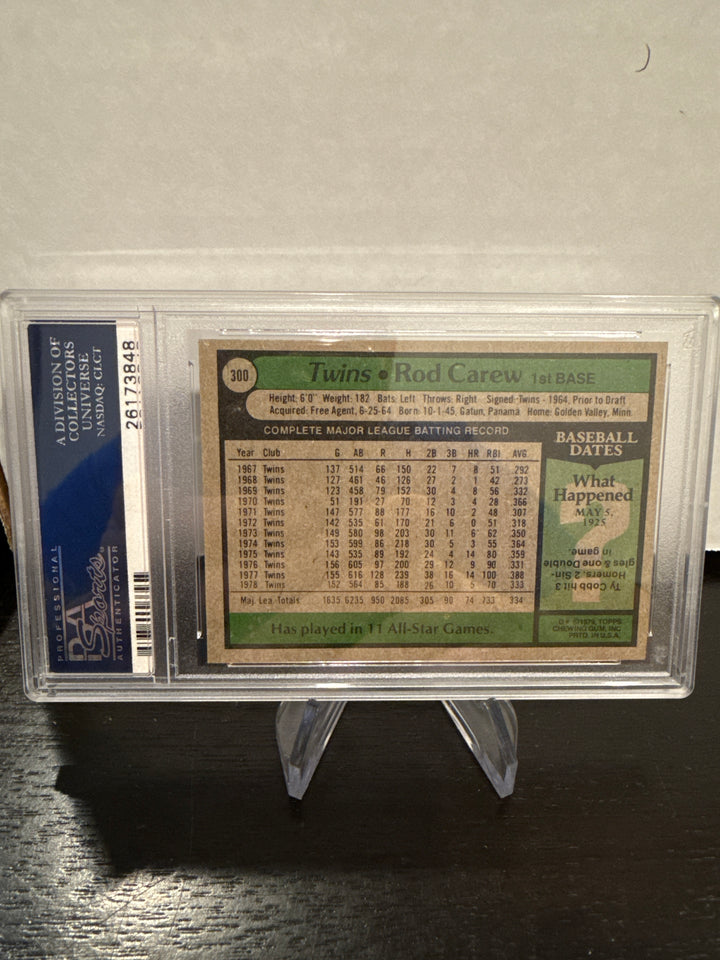 A DIVISION OF
COLLECTORS
UNIVERSE
NASDAQ: CLCT
26173848
PROFESSIONAL
PSA
Sports
AUTHENTICATOR
300
Twins • Rod Carew 1st BASE
Height: 6'0" Weight: 182 Bats: Left Throws: Right Signed: Twins - 1964, Prior to Draft
Acquired: Free Agent, 6-25-64 Born: 10-1-45, Gatun, Panama Home: Golden Valley, Minn.
COMPLETE MAJOR LEAGUE BATTING RECORD
Year Club G AB R H 2B 3B HR RBI AVG.
1967 Twins 137 514 66 150 22 7 8 51 .292
1968 Twins 127 461 46 126 27 2 1 42 .273
1969 Twins 123 458 79 152 30 4 8 56 .332
1970 Twins 51 191 27 70 12 3 4 28 .366
1971 Twins 147 577 88 177 16 10 2 48 .307
1972 Twins 142 535 61 170 21 6 0 51 .318
1973 Twins 149 580 98 203 30 11 6 62 .350
1974 Twins 153 599 86 218 30 5 3 55 .364
1975 Twins 143 535 89 192 24 4 14 80 .359
1976 Twins 156 605 97 200 29 12 9 90 .331
1977 Twins 155 616 128 239 38 16 14 100 .388
1978 Twins 152 564 85 188 26 10 5 70 .333
Maj. Lea. Totals 1635 6235 950 2085 305 90 74 733 .334
Has played in 11 All-Star Games.
BASEBALL
DATES
What
Happened
MAY 5,
1925
?
Ty Cobb hit 3
Homers, 2 Sin-
gles & one Double
in game.
©1979, TOPPS
CHEWING GUM, INC.
PRTD. IN U.S.A.